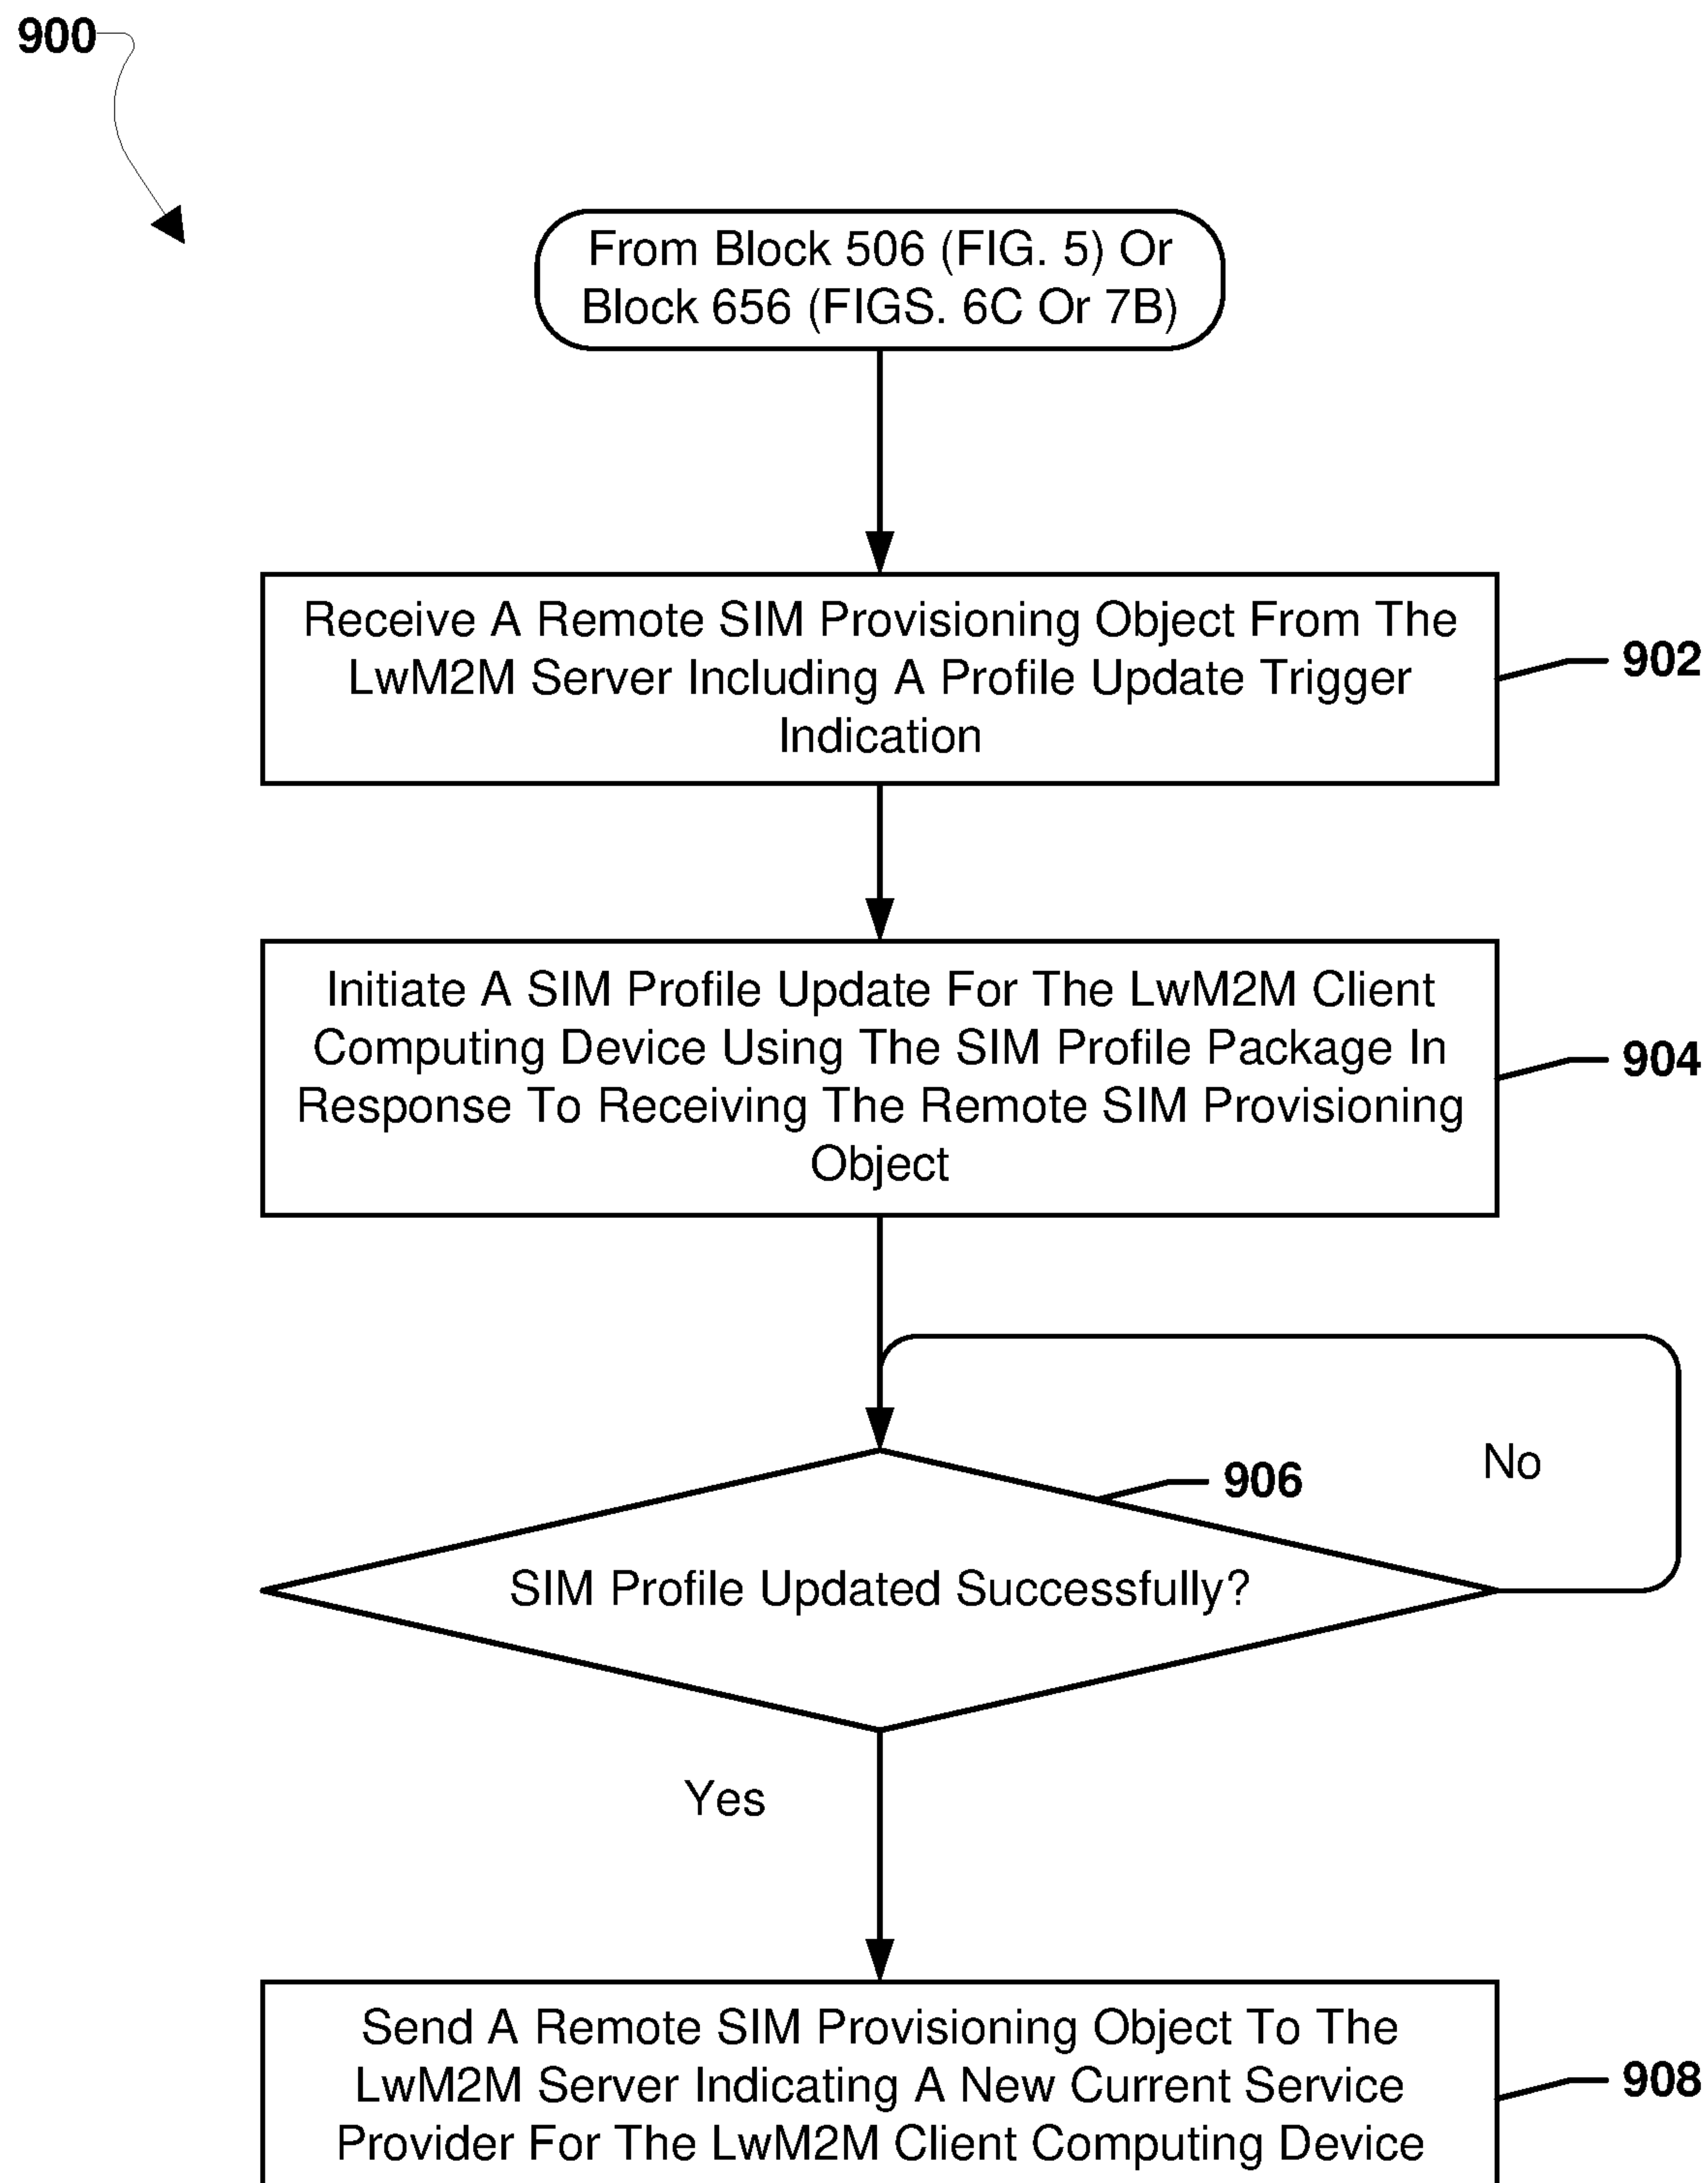 900
From Block 506 (FIG. 5) Or
Block 656 (FIGS. 6C Or 7B)
Receive A Remote SIM Provisioning Object From The
LwM2M Server Including A Profile Update Trigger
Indication
902
Initiate A SIM Profile Update For The LwM2M Client
Computing Device Using The SIM Profile Package In
Response To Receiving The Remote SIM Provisioning
Object
904
No
906
SIM Profile Updated Successfully?
Yes
Send A Remote SIM Provisioning Object To The
LwM2M Server Indicating A New Current Service
Provider For The LwM2M Client Computing Device
908